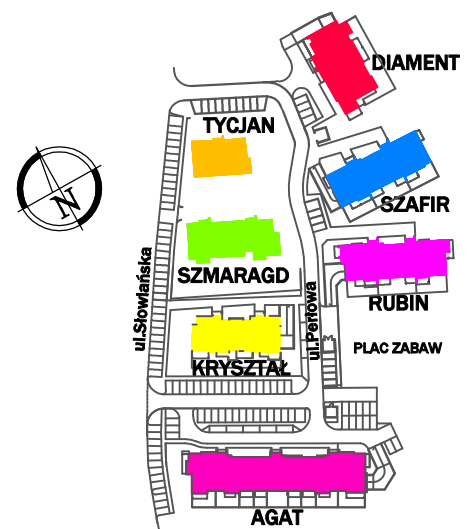 DIAMENT
TYCJAN
SZAFIR
SZMARAGD
ul.Słowiańska
ul.Perłowa
RUBIN
PLAC ZABAW
KRYSZTAŁ
AGAT
N